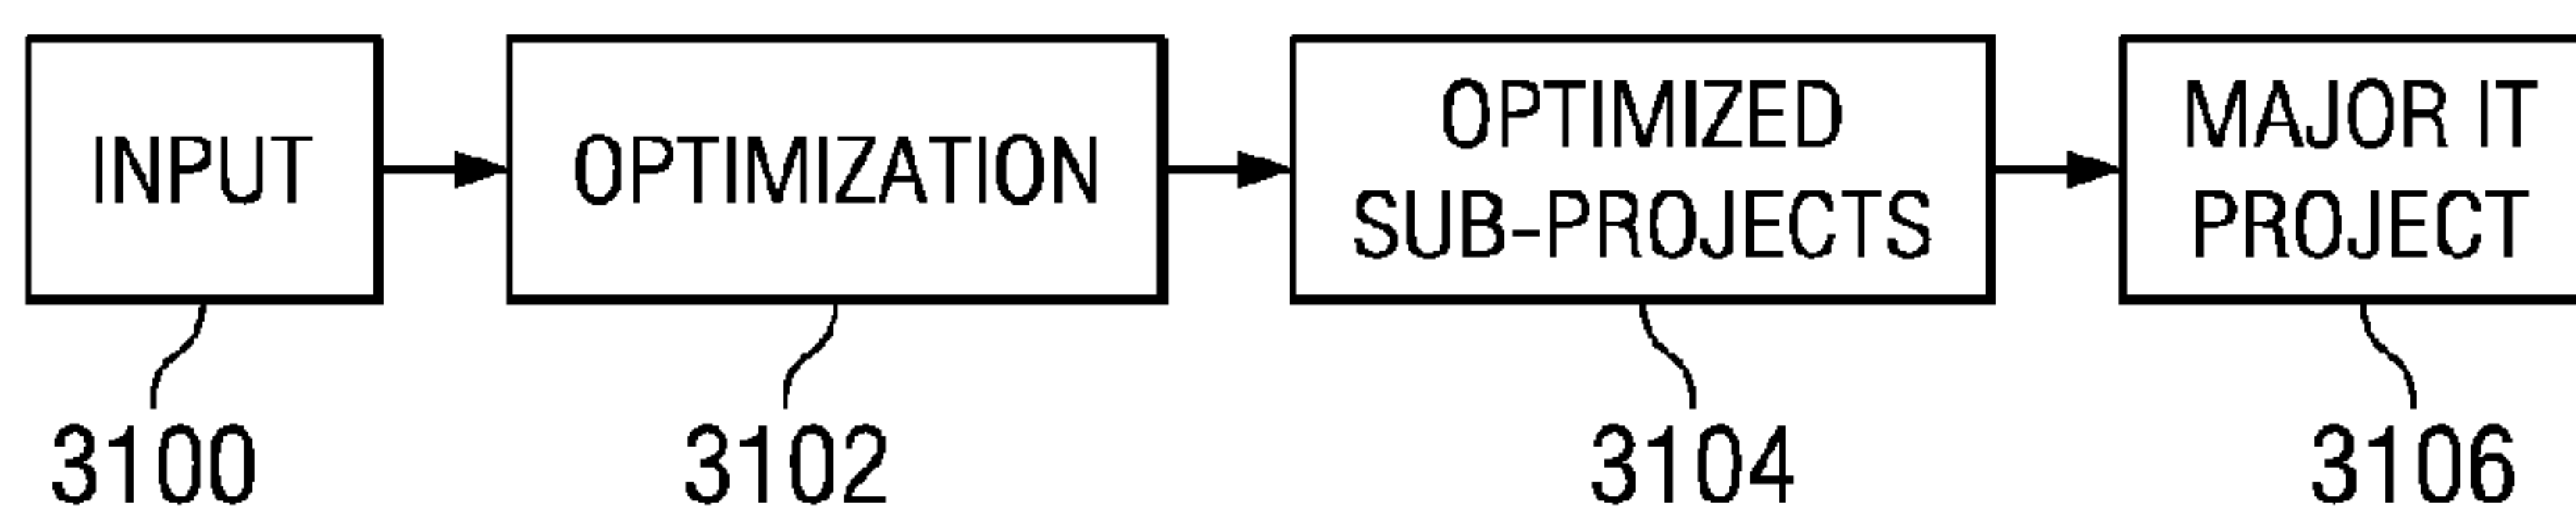 INPUT
OPTIMIZATION
OPTIMIZED
SUB-PROJECTS
MAJOR IT
PROJECT
3100
3102
3104
3106